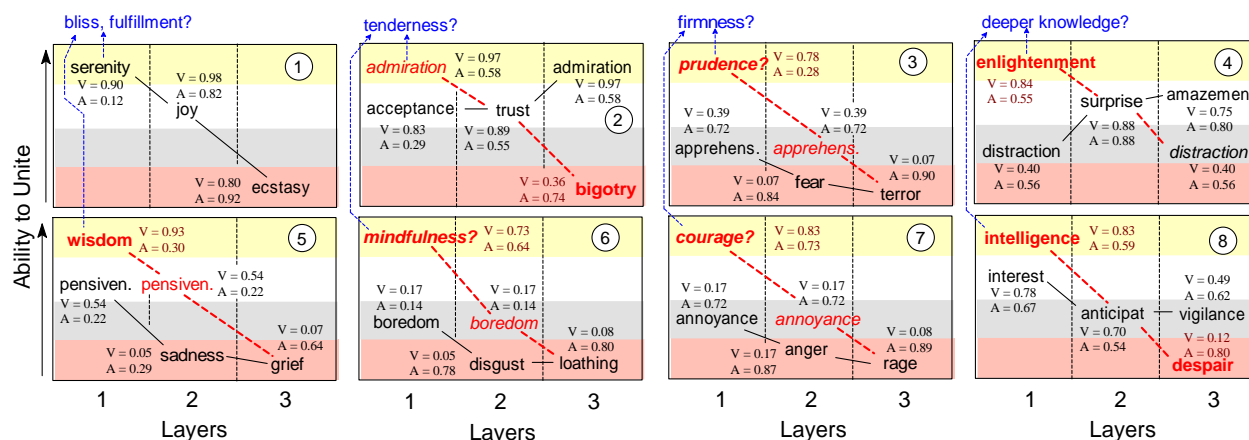 bliss, fulfillment?
tenderness?
firmness?
deeper knowledge?
Ability to Unite
serenity
V = 0.90
A = 0.12
V = 0.98
A = 0.82
joy
V = 0.80
A = 0.92
ecstasy
1
admiration
V = 0.97
A = 0.58
admiration
V = 0.97
A = 0.58
acceptance
trust
2
V = 0.83
A = 0.29
V = 0.89
A = 0.55
V = 0.36
A = 0.74
bigotry
prudence?
V = 0.78
A = 0.28
3
V = 0.39
A = 0.72
V = 0.39
A = 0.72
apprehens.
apprehens.
V = 0.07
A = 0.84
fear
V = 0.07
A = 0.90
terror
enlightenment
4
V = 0.84
A = 0.55
surprise
amazement
V = 0.75
A = 0.80
V = 0.88
A = 0.88
distraction
distraction
V = 0.40
A = 0.56
V = 0.40
A = 0.56
wisdom
V = 0.93
A = 0.30
5
pensiven.
pensiven.
V = 0.54
A = 0.22
V = 0.54
A = 0.22
V = 0.05
A = 0.29
sadness
V = 0.07
A = 0.64
grief
mindfulness?
V = 0.73
A = 0.64
6
V = 0.17
A = 0.14
V = 0.17
A = 0.14
boredom
boredom
V = 0.05
A = 0.78
disgust
V = 0.08
A = 0.80
loathing
courage?
V = 0.83
A = 0.73
7
V = 0.17
A = 0.72
V = 0.17
A = 0.72
annoyance
annoyance
V = 0.17
A = 0.87
anger
V = 0.08
A = 0.89
rage
intelligence
V = 0.83
A = 0.59
8
interest
V = 0.78
A = 0.67
anticipat
V = 0.49
A = 0.62
vigilance
V = 0.70
A = 0.54
V = 0.12
A = 0.80
despair
1 2 3
Layers
1 2 3
Layers
1 2 3
Layers
1 2 3
Layers